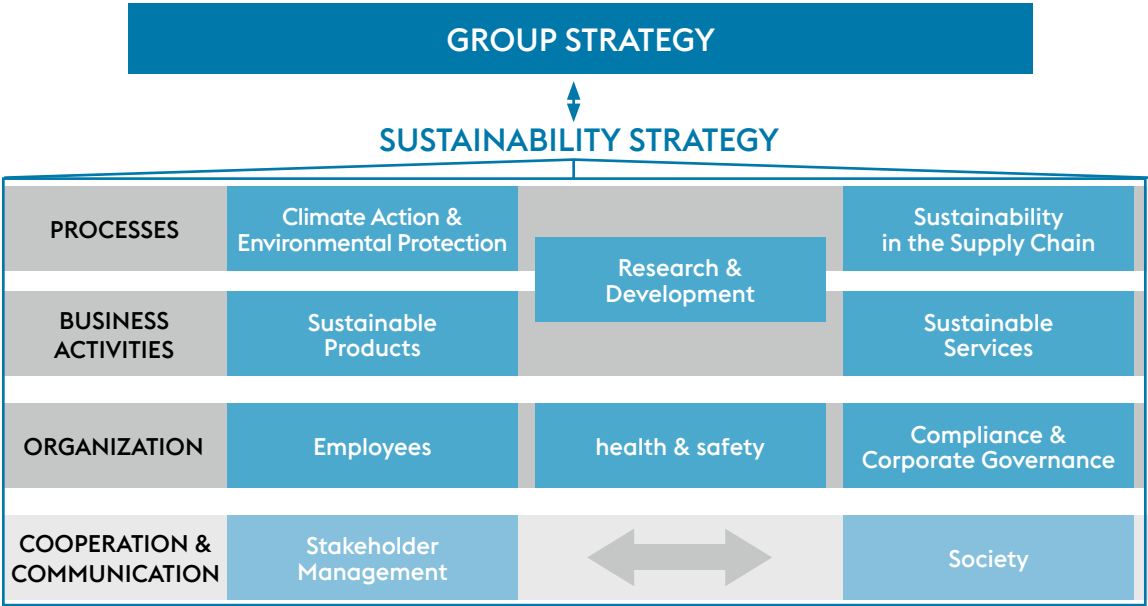 GROUP STRATEGY
SUSTAINABILITY STRATEGY
PROCESSES
Climate Action &
Environmental Protection
Research &
Development
Sustainability
in the Supply Chain
BUSINESS
ACTIVITIES
Sustainable
Products
Sustainable
Services
ORGANIZATION
Employees
health & safety
Compliance &
Corporate Governance
COOPERATION &
COMMUNICATION
Stakeholder
Management
Society